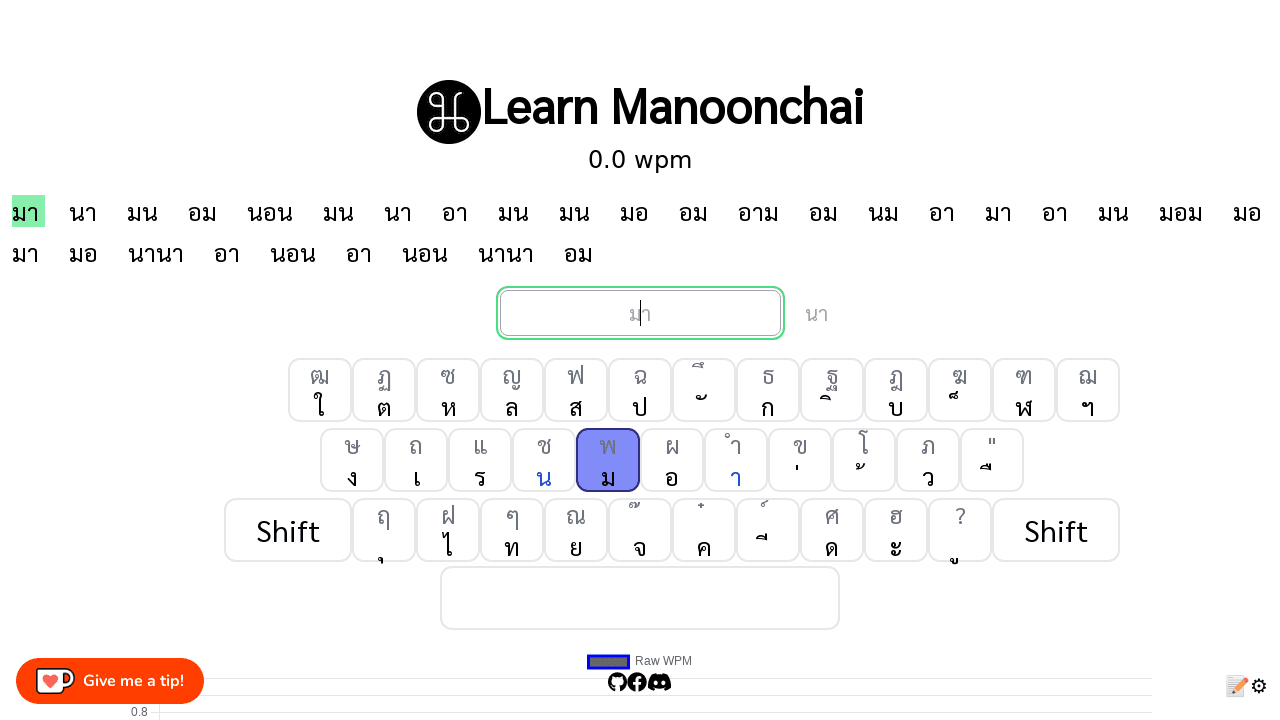 Learn Manoonchai
0.0 wpm
มา นา มน อม นอน มน นา อา มน มน มอ อม อาม อม นม อา มา อา มน มอม มอ
มา มอ นานา อา นอน อา นอน นานา อม
มา นา
ฒ ฏ ซ ญ ฟ ฉ ึ ธ ฐ ฎ ฆ ฑ ฌ
ใ ต ห ล ส ป ั ก ิ บ ็ ฬ ฯ
ษ ถ แ ช พ ผ ำ ข โ ภ "
ง เ ร น ม อ า ่ ้ ว ื
Shift ฤ ฝ ๆ ณ ๊ ๋ ์ ศ ฮ ? Shift
ุ ไ ท ย จ ค ี ด ะ ู
Raw WPM
Give me a tip!
0.8